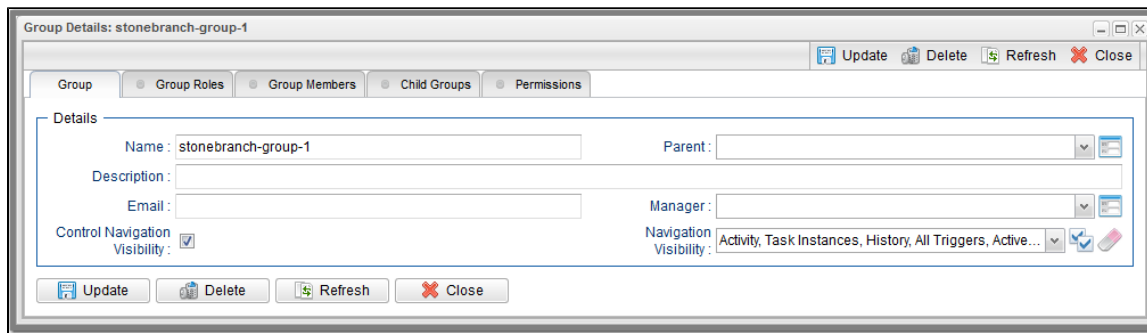 Group Details: stonebranch-group-1
Update Delete Refresh Close
Group Group Roles Group Members Child Groups Permissions
Details
Name : stonebranch-group-1 Parent :
Description :
Email : Manager :
Control Navigation Visibility : Navigation Visibility : Activity, Task Instances, History, All Triggers, Active...
Update Delete Refresh Close